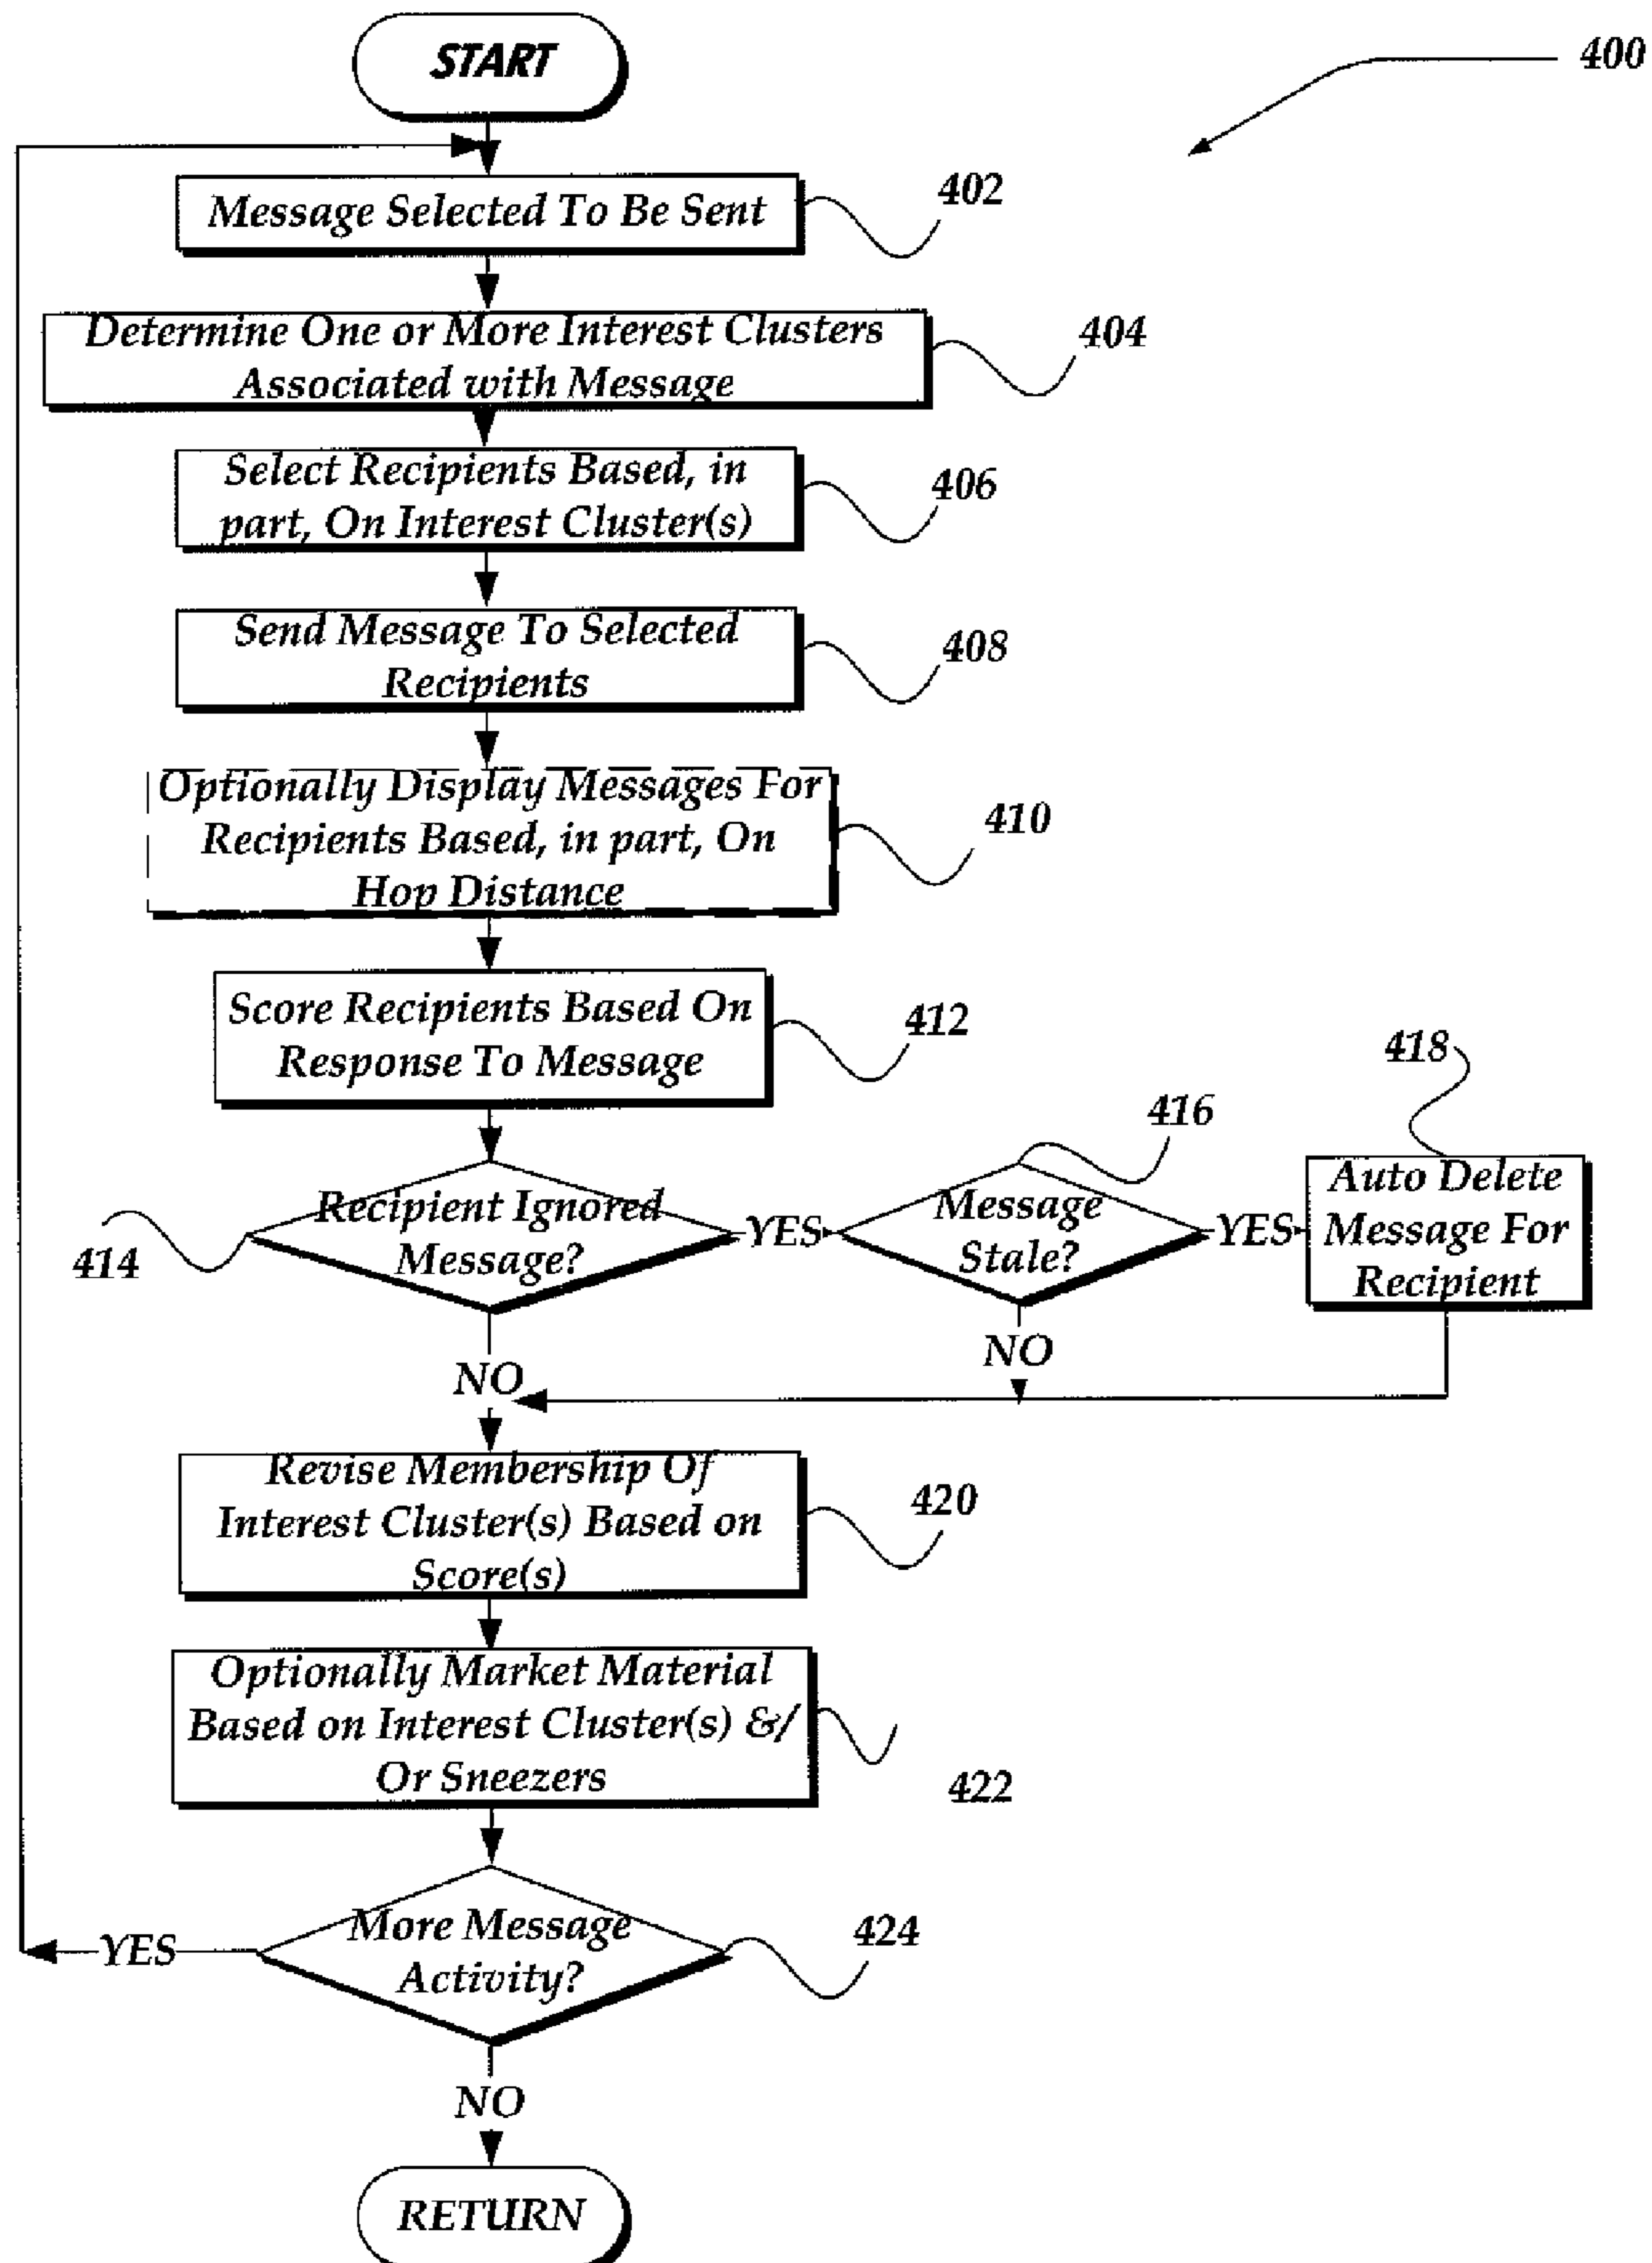 START
400
Message Selected To Be Sent
402
Determine One or More Interest Clusters
Associated with Message
404
Select Recipients Based, in
part, On Interest Cluster(s)
406
Send Message To Selected
Recipients
408
Optionally Display Messages For
Recipients Based, in part, On
Hop Distance
410
Score Recipients Based On
Response To Message
412
Recipient Ignored
Message?
414
YES
Message
Stale?
416
YES
Auto Delete
Message For
Recipient
418
NO
NO
Revise Membership Of
Interest Cluster(s) Based on
Score(s)
420
Optionally Market Material
Based on Interest Cluster(s) &/
Or Sneezers
422
More Message
Activity?
424
YES
NO
RETURN